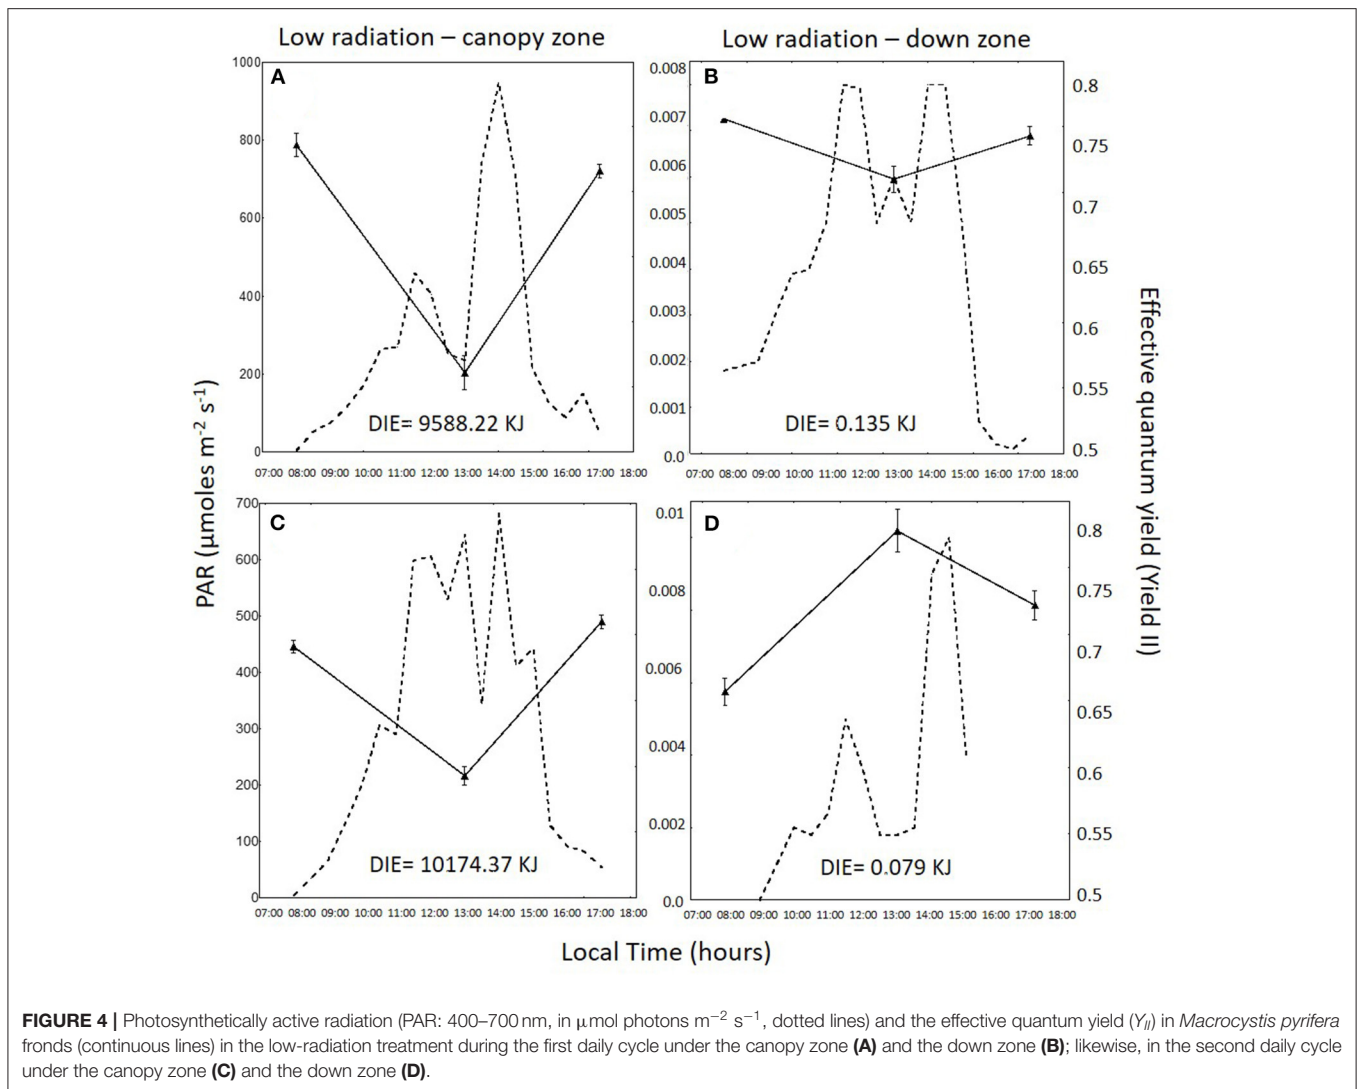 Low radiation – canopy zone
Low radiation – down zone
A
1000
800
600
400
200
0
DIE= 9588.22 KJ
07:00 08:00 09:00 10:00 11:00 12:00 13:00 14:00 15:00 16:00 17:00 18:00
B
0.008
0.007
0.006
0.005
0.004
0.003
0.002
0.001
0.0
0.8
0.75
0.7
0.65
0.6
0.55
0.5
DIE= 0.135 KJ
07:00 08:00 09:00 10:00 11:00 12:00 13:00 14:00 15:00 16:00 17:00 18:00
PAR (µmoles m-2 s-1)
Effective quantum yield (Yield II)
C
700
600
500
400
300
200
100
0
DIE= 10174.37 KJ
07:00 08:00 09:00 10:00 11:00 12:00 13:00 14:00 15:00 16:00 17:00 18:00
D
0.01
0.008
0.006
0.004
0.002
0.0
0.8
0.75
0.7
0.65
0.6
0.55
0.5
DIE= 0.079 KJ
07:00 08:00 09:00 10:00 11:00 12:00 13:00 14:00 15:00 16:00 17:00 18:00
Local Time (hours)
FIGURE 4 | Photosynthetically active radiation (PAR: 400–700 nm, in µmol photons m−2 s−1, dotted lines) and the effective quantum yield (YII) in Macrocystis pyrifera
fronds (continuous lines) in the low-radiation treatment during the first daily cycle under the canopy zone (A) and the down zone (B); likewise, in the second daily cycle
under the canopy zone (C) and the down zone (D).